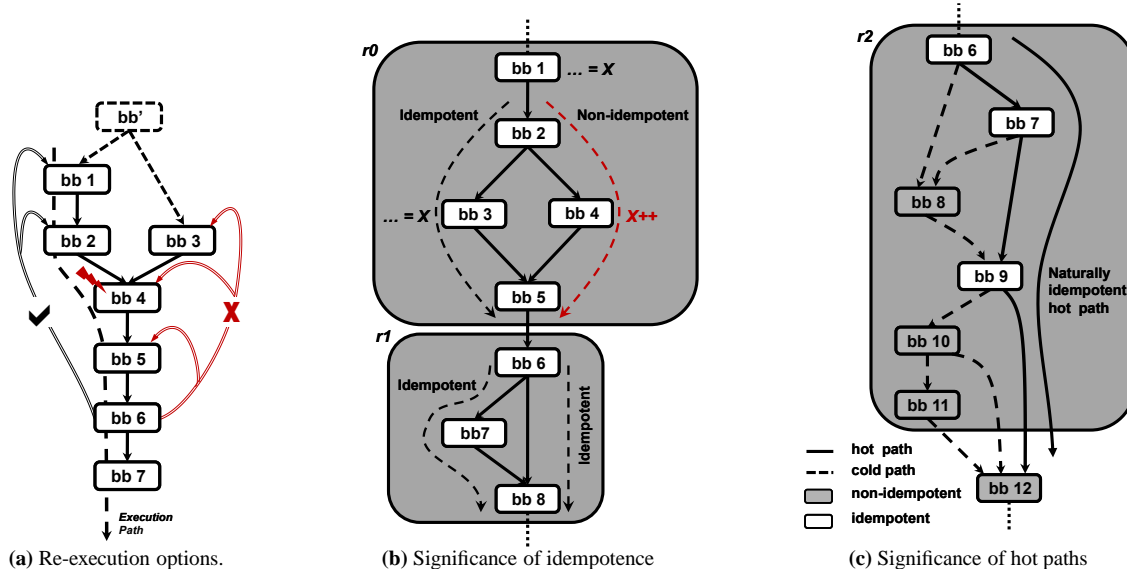 bb'
bb 1
bb 2
bb 3
bb 4
X
bb 5
bb 6
bb 7
Execution
Path
(a) Re-execution options.
r0
bb 1
... = X
Idempotent
Non-idempotent
bb 2
bb 3
bb 4
... = X
X++
bb 5
r1
bb 6
Idempotent
Idempotent
bb7
bb 8
(b) Significance of idempotence
r2
bb 6
bb 7
bb 8
bb 9
Naturally
idempotent
hot path
bb 10
bb 11
hot path
cold path
non-idempotent
idempotent
bb 12
(c) Significance of hot paths